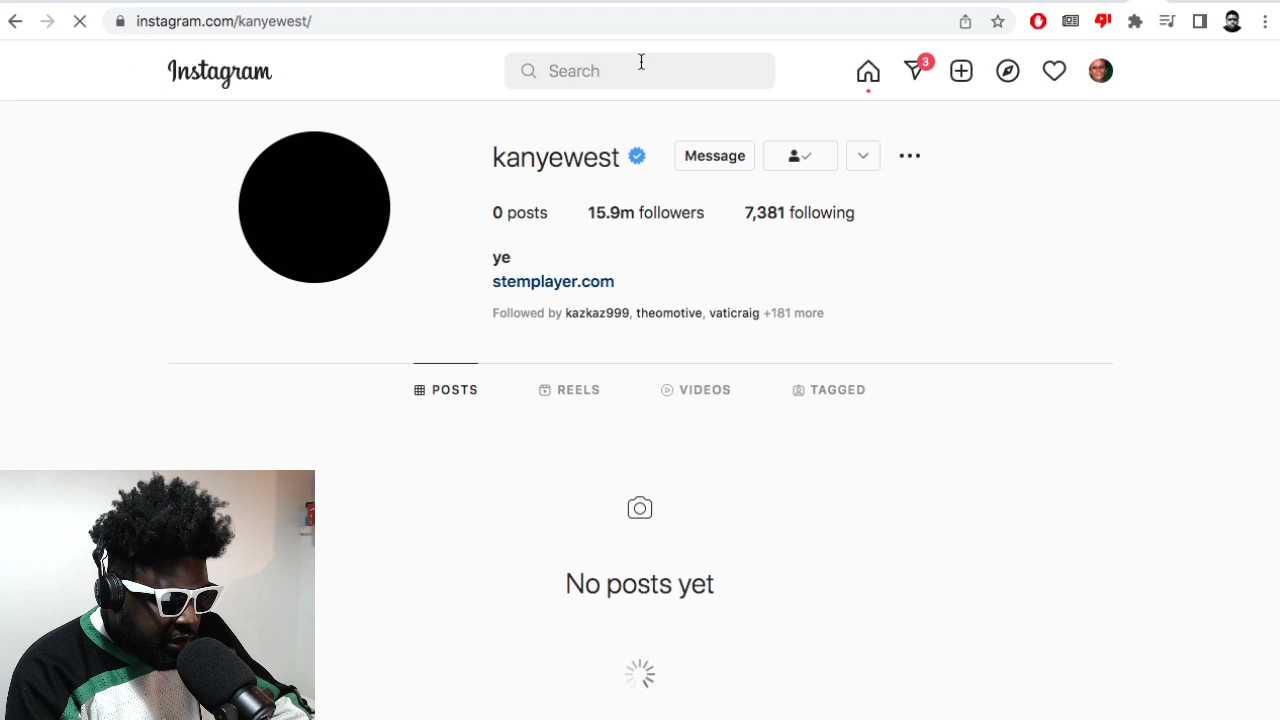 instagram.com/kanyewest/
Instagram
Search
3
kanyewest
Message
0 posts 15.9m followers 7,381 following
ye
stemplayer.com
Followed by kazkaz999, theomotive, vaticraig +181 more
POSTS REELS VIDEOS TAGGED
No posts yet